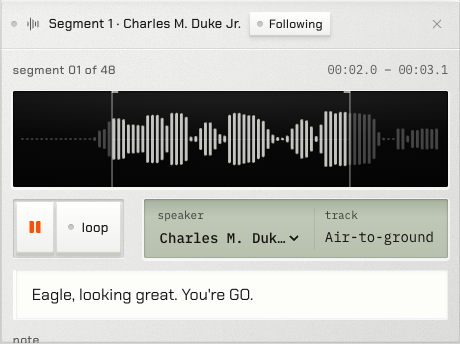 Segment 1 · Charles M. Duke Jr. Following
segment 01 of 48 00:02.0 – 00:03.1
loop
speaker track
Charles M. Duk… Air-to-ground
Eagle, looking great. You're GO.
note